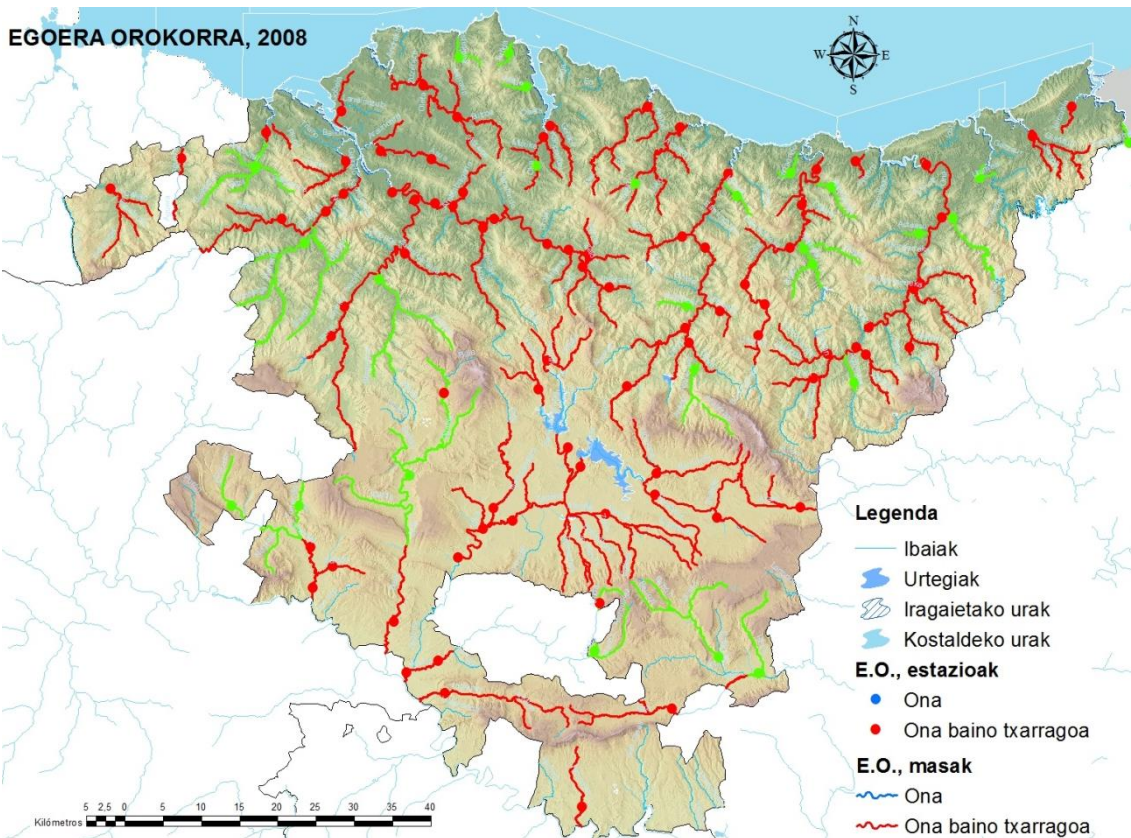 EGOERA OROKORRA, 2008
N
W E
S
Legenda
Ibaiak
Urtegiak
Iragaietako urak
Kostaldeko urak
E.O., estazioak
Ona
Ona baino txarragoa
E.O., masak
Ona
Ona baino txarragoa
5 2,5 0 5 10 15 20 25 30 35 40
Kilómetros